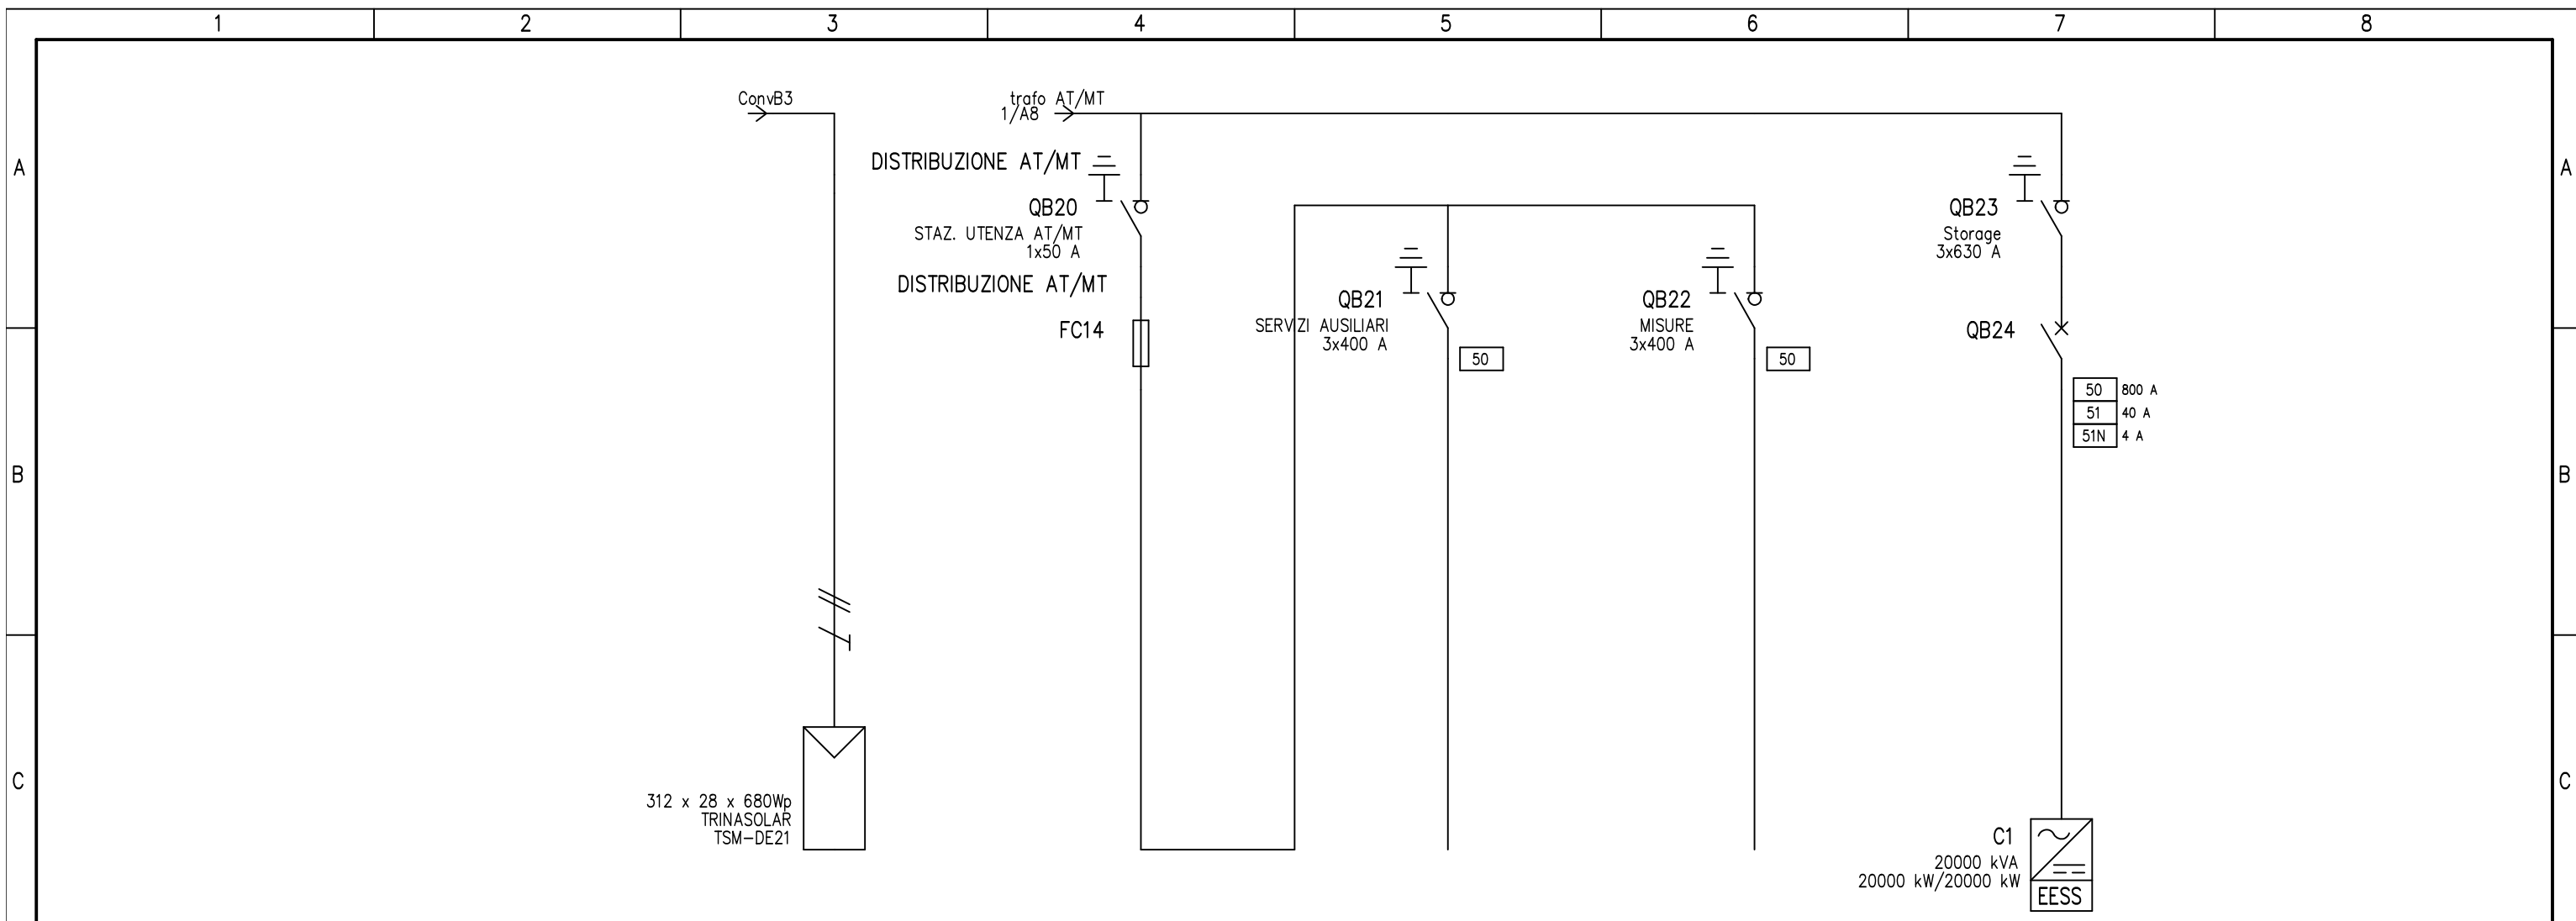 1 2 3 4 5 6 7 8
ConvB3
trafo AT/MT
1/A8
A
DISTRIBUZIONE AT/MT
A
QB20
STAZ. UTENZA AT/MT
1x50 A
QB23
Storage
3x630 A
DISTRIBUZIONE AT/MT
FC14
QB21
SERVIZI AUSILIARI
3x400 A
50
QB22
MISURE
3x400 A
50
QB24
50 800 A
51 40 A
51N 4 A
B
B
C
312 x 28 x 680Wp
TRINASOLAR
TSM-DE21
C1
20000 kVA
20000 kW/20000 kW
EESS
C